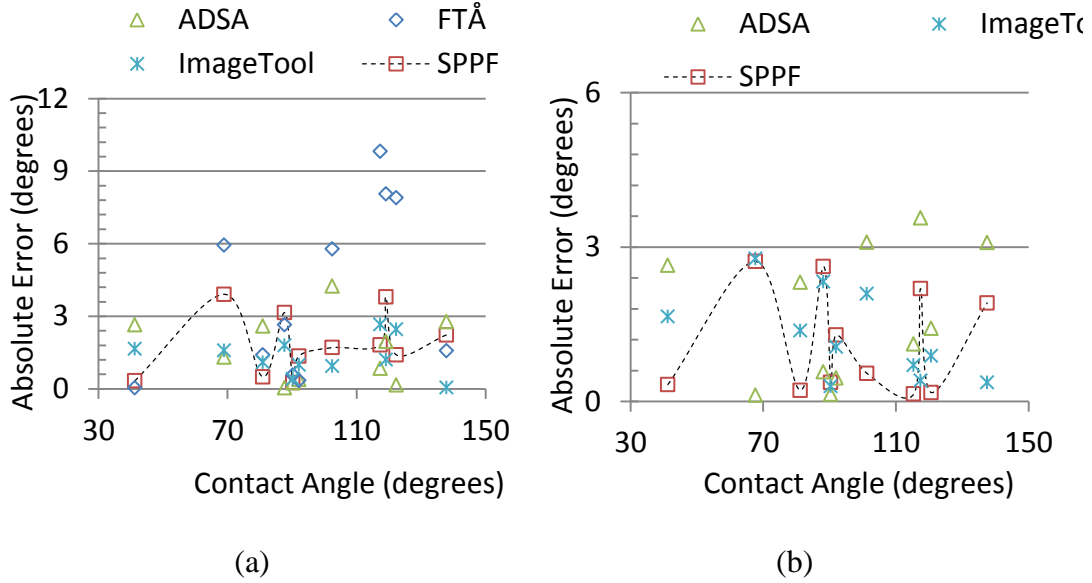 ADSA FTÅ
ImageTool SPPF
12
9
6
3
0
30 70 110 150
Absolute Error (degrees)
Contact Angle (degrees)
(a)
ADSA ImageTo
SPPF
6
3
0
30 70 110 150
Absolute Error (degrees)
Contact Angle (degrees)
(b)